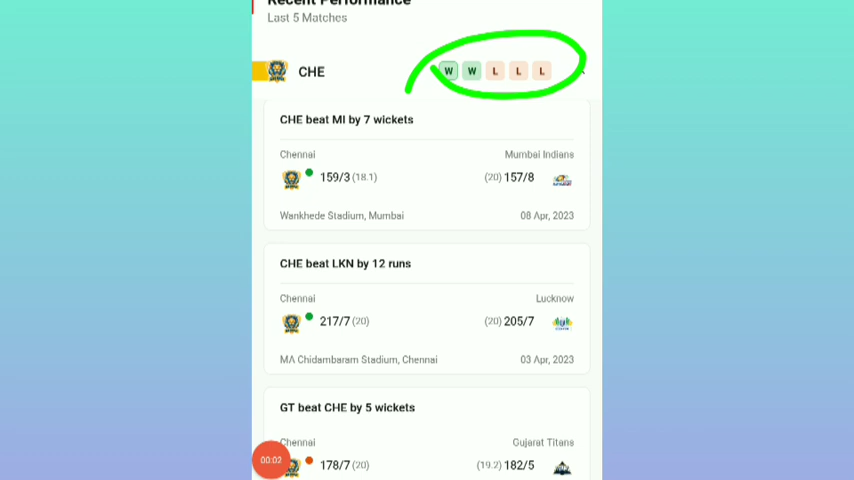 Recent Performance
Last 5 Matches
CHE W W L L L
CHE beat MI by 7 wickets
Chennai Mumbai Indians
159/3 (18.1) (20) 157/8
Wankhede Stadium, Mumbai 08 Apr, 2023
CHE beat LKN by 12 runs
Chennai Lucknow
217/7 (20) (20) 205/7
MA Chidambaram Stadium, Chennai 03 Apr, 2023
GT beat CHE by 5 wickets
Chennai Gujarat Titans
00:02 178/7 (20) (19.2) 182/5